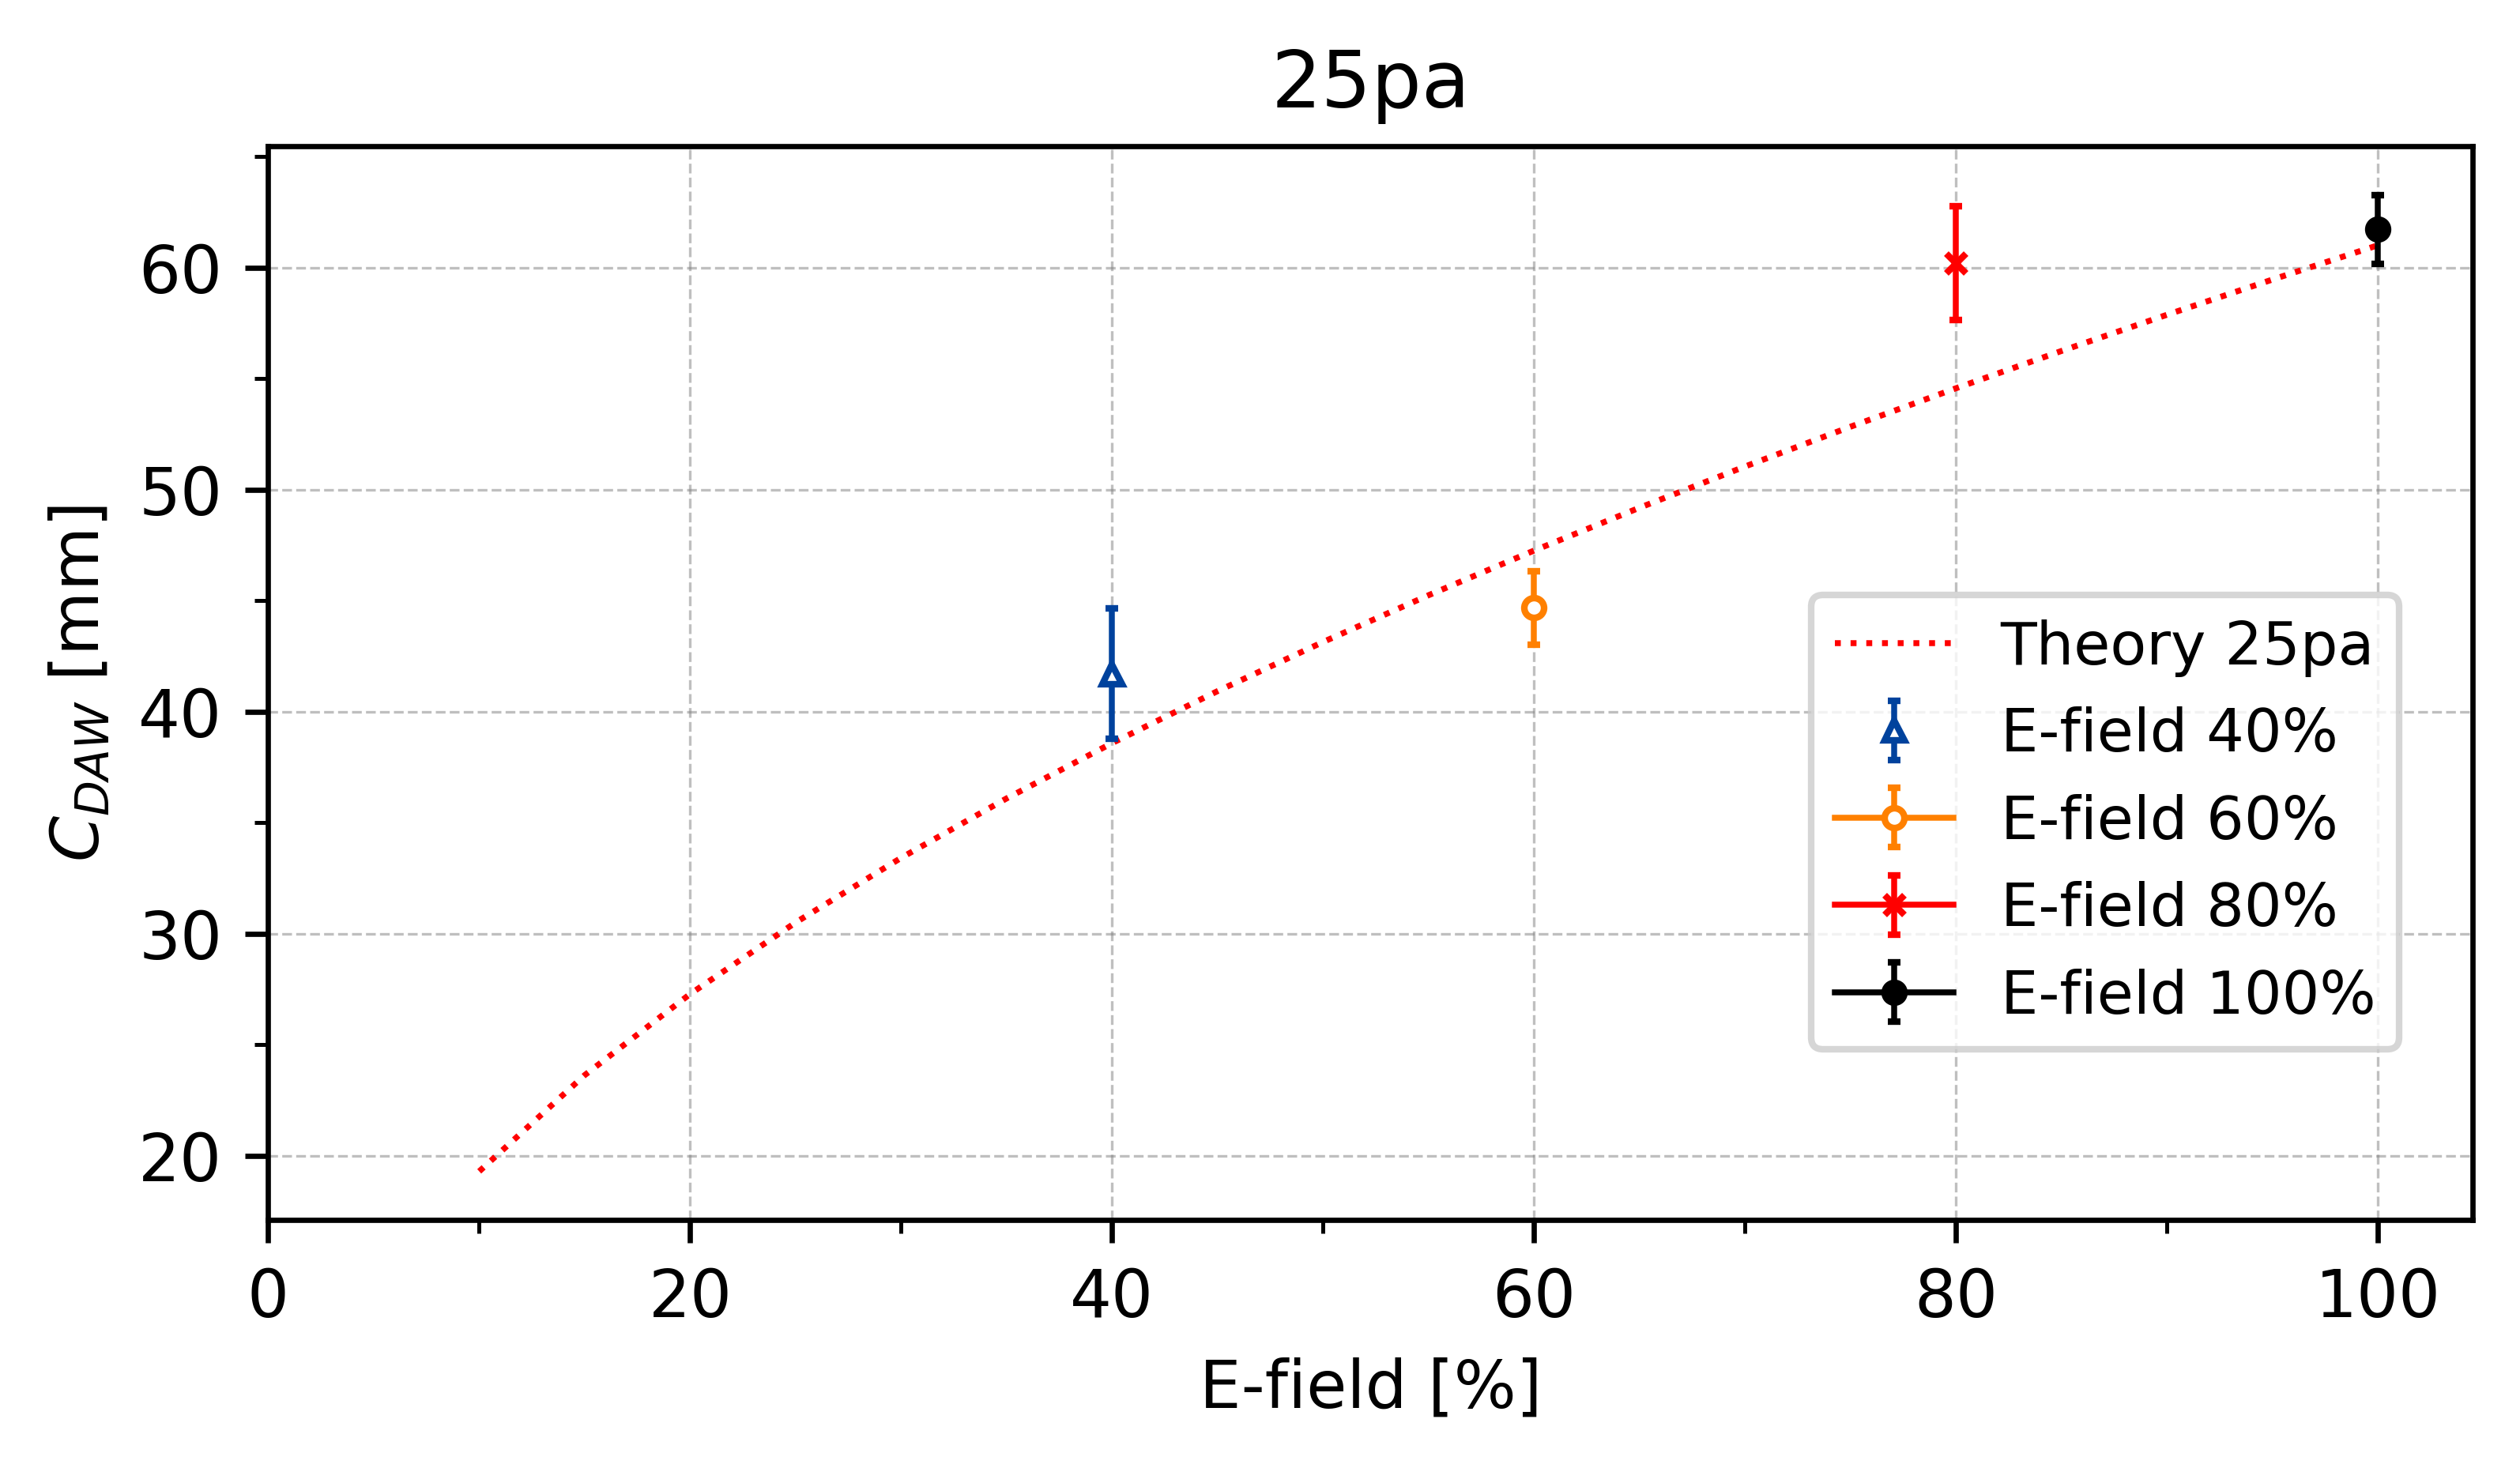 25pa
C_DAW [mm]
60
50
40
30
20
0 20 40 60 80 100
E-field [%]
Theory 25pa
E-field 40%
E-field 60%
E-field 80%
E-field 100%